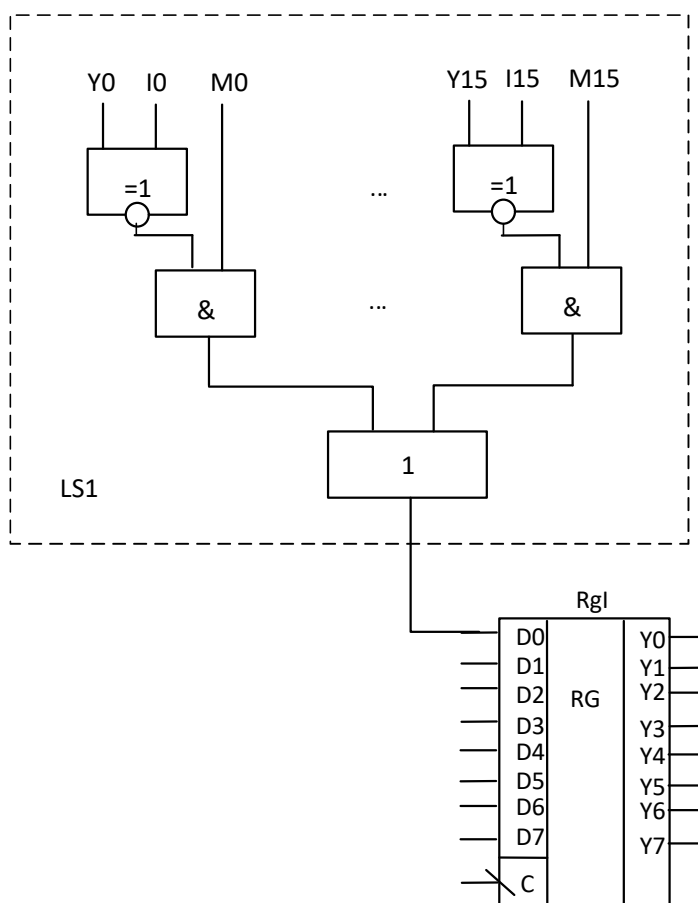 Y0 I0 M0 Y15 I15 M15
=1 ... =1
& ... &
1
LS1
RgI
D0 Y0
D1 Y1
D2 RG Y2
D3 Y3
D4 Y4
D5 Y5
D6 Y6
D7 Y7
C